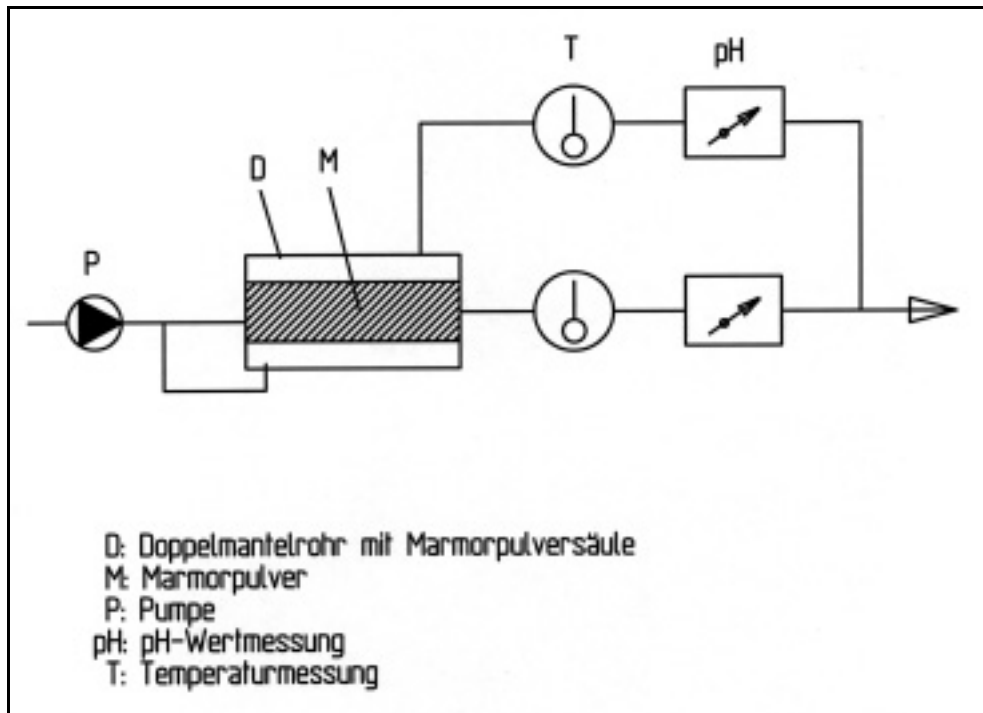 T
pH
D
M
P
D: Doppelmantelrohr mit Marmorpulversäule
M: Marmorpulver
P: Pumpe
pH: pH-Wertmessung
T: Temperaturmessung